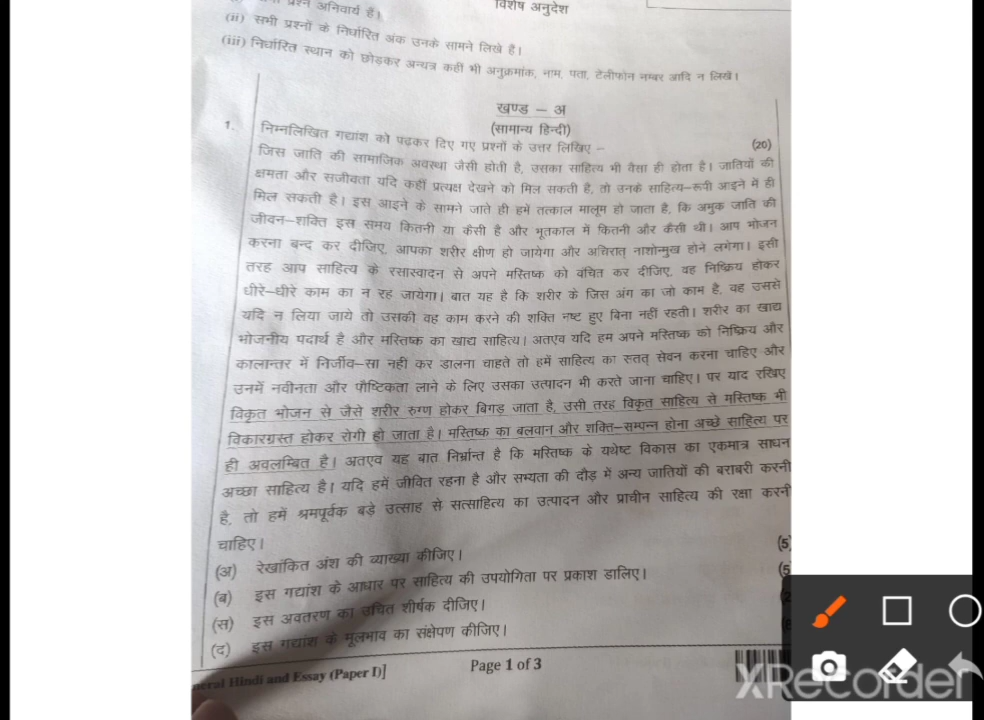 प्रश्न अनिवार्य हैं।
विशेष अनुदेश
(ii) सभी प्रश्नों के निर्धारित अंक उनके सामने लिखे हैं।
(iii) निर्धारित स्थान को छोड़कर अन्यत्र कहीं भी अनुक्रमांक, नाम, पता, टेलीफोन नम्बर आदि न लिखें।
खण्ड – अ
(सामान्य हिन्दी)
1. निम्नलिखित गद्यांश को पढ़कर दिए गए प्रश्नों के उत्तर लिखिए – (20)
जिस जाति की सामाजिक अवस्था जैसी होती है, उसका साहित्य भी वैसा ही होता है। जातियों की
क्षमता और सजीवता यदि कहीं प्रत्यक्ष देखने को मिल सकती है, तो उनके साहित्य–रूपी आइने में ही
मिल सकती है। इस आइने के सामने जाते ही हमें तत्काल मालूम हो जाता है, कि अमुक जाति की
जीवन–शक्ति इस समय कितनी या कैसी है और भूतकाल में कितनी और कैसी थी। आप भोजन
करना बन्द कर दीजिए, आपका शरीर क्षीण हो जायेगा और अचिरात् नाशोन्मुख होने लगेगा। इसी
तरह आप साहित्य के रसास्वादन से अपने मस्तिष्क को वंचित कर दीजिए, वह निष्क्रिय होकर
धीरे–धीरे काम का न रह जायेगा। बात यह है कि शरीर के जिस अंग का जो काम है, वह उससे
यदि न लिया जाये तो उसकी वह काम करने की शक्ति नष्ट हुए बिना नहीं रहती। शरीर का खाद्य
भोजनीय पदार्थ है और मस्तिष्क का खाद्य साहित्य। अतएव यदि हम अपने मस्तिष्क को निष्क्रिय और
कालान्तर में निर्जीव–सा नहीं कर डालना चाहते तो हमें साहित्य का सतत् सेवन करना चाहिए और
उनमें नवीनता और पौष्टिकता लाने के लिए उसका उत्पादन भी करते जाना चाहिए। पर याद रखिए
विकृत भोजन से जैसे शरीर रुग्ण होकर बिगड़ जाता है, उसी तरह विकृत साहित्य से मस्तिष्क भी
विकारग्रस्त होकर रोगी हो जाता है। मस्तिष्क का बलवान और शक्ति–सम्पन्न होना अच्छे साहित्य पर
ही अवलम्बित है। अतएव यह बात निर्भ्रान्त है कि मस्तिष्क के यथेष्ट विकास का एकमात्र साधन
अच्छा साहित्य है। यदि हमें जीवित रहना है और सभ्यता की दौड़ में अन्य जातियों की बराबरी करनी
है, तो हमें श्रमपूर्वक बड़े उत्साह से सत्साहित्य का उत्पादन और प्राचीन साहित्य की रक्षा करनी
चाहिए।
(अ) रेखांकित अंश की व्याख्या कीजिए। (5
(ब) इस गद्यांश के आधार पर साहित्य की उपयोगिता पर प्रकाश डालिए। (5
(स) इस अवतरण का उचित शीर्षक दीजिए।
(द) इस गद्यांश के मूलभाव का संक्षेपण कीजिए।
neral Hindi and Essay (Paper I)]
Page 1 of 3
XRecorder